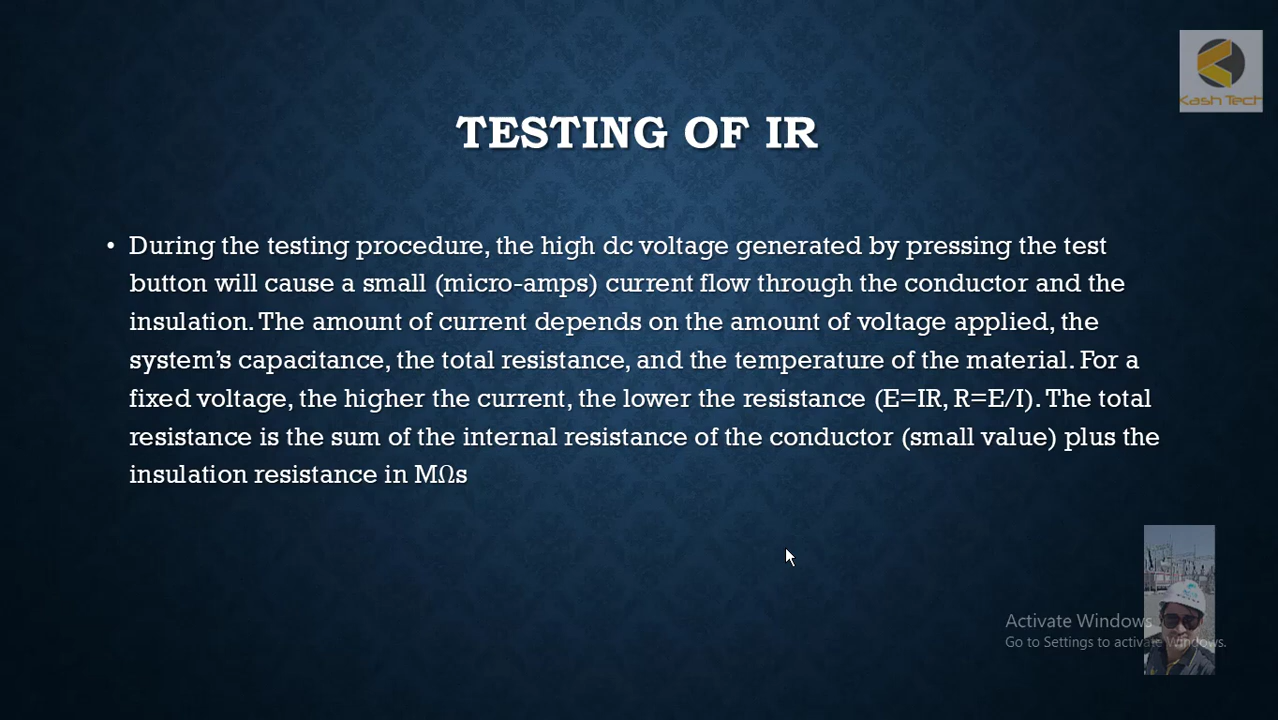 Kash Tech
TESTING OF IR
• During the testing procedure, the high dc voltage generated by pressing the test
button will cause a small (micro-amps) current flow through the conductor and the
insulation. The amount of current depends on the amount of voltage applied, the
system’s capacitance, the total resistance, and the temperature of the material. For a
fixed voltage, the higher the current, the lower the resistance (E=IR, R=E/I). The total
resistance is the sum of the internal resistance of the conductor (small value) plus the
insulation resistance in MΩs
Activate Windows
Go to Settings to activate Windows.